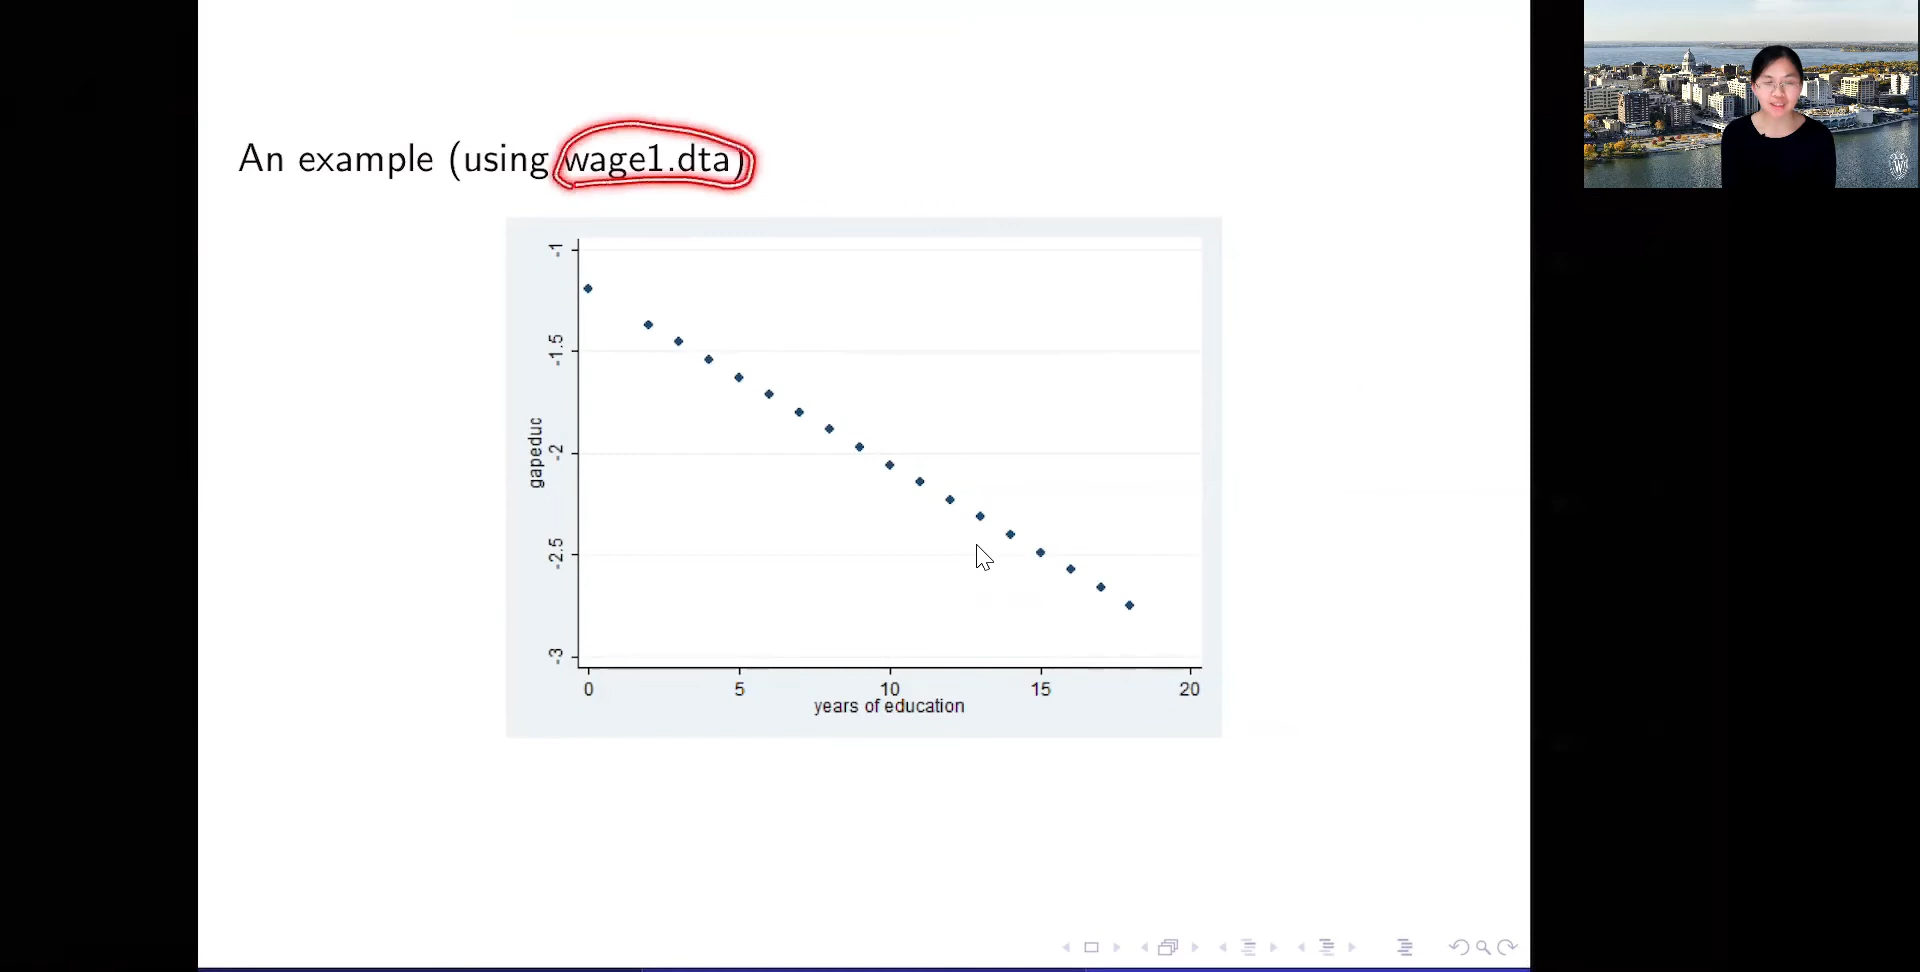 An example (using wage1.dta)
-1
-1.5
-2
-2.5
-3
gapeduc
0 5 10 15 20
years of education
W